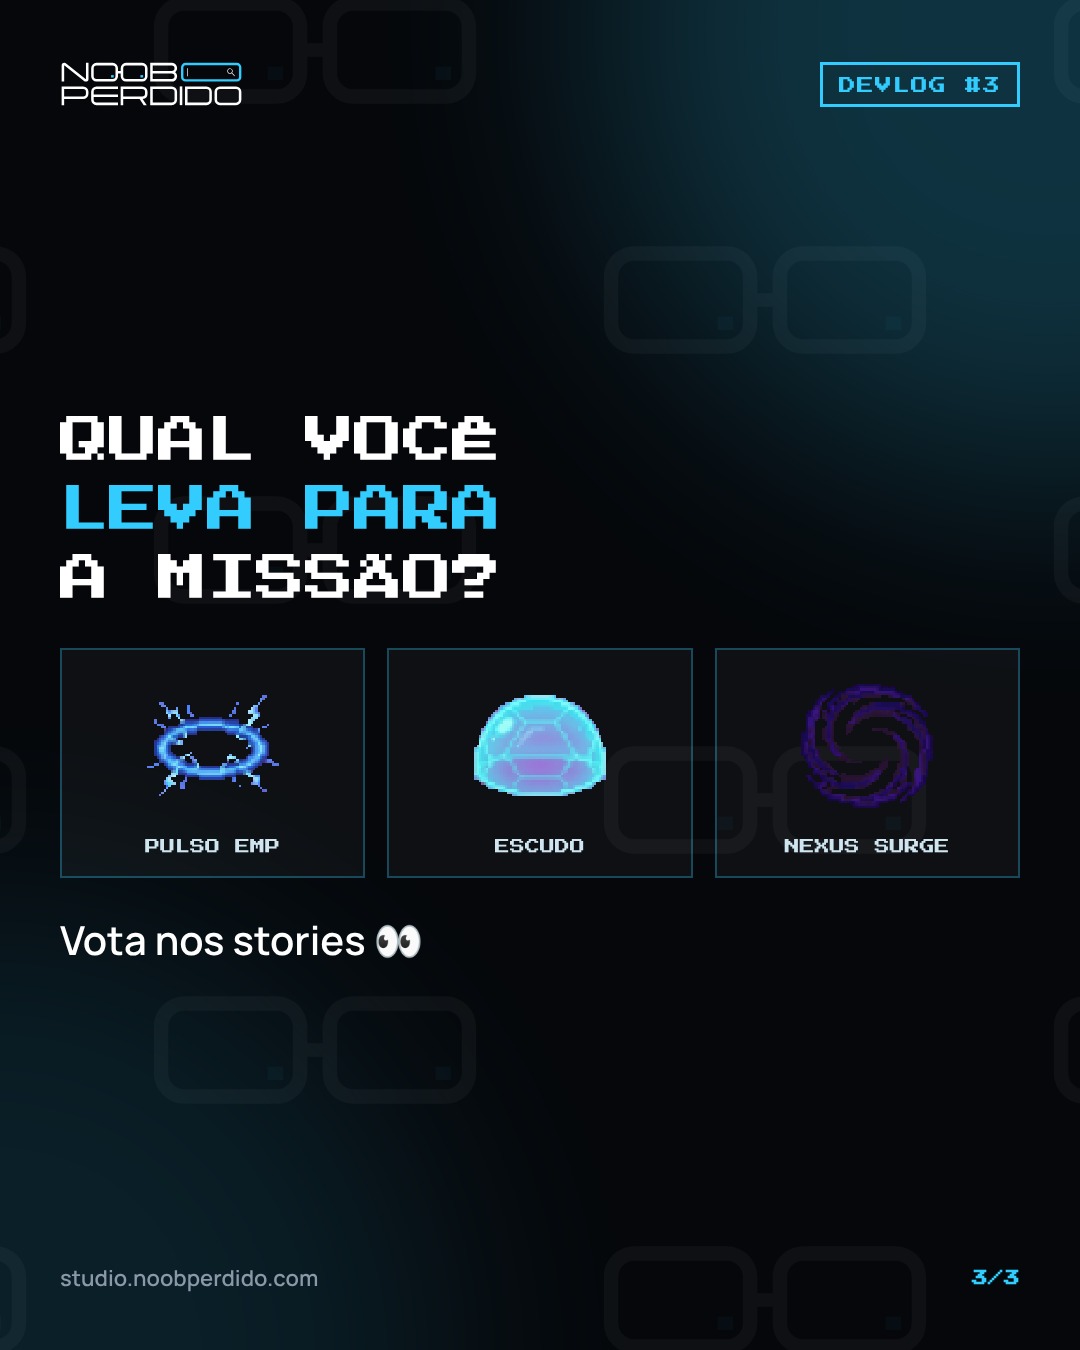 NOOB
PERDIDO
DEVLOG #3
QUAL VOCÊ
LEVA PARA
A MISSÃO?
PULSO EMP
ESCUDO
NEXUS SURGE
Vota nos stories 👀
studio.noobperdido.com
3/3